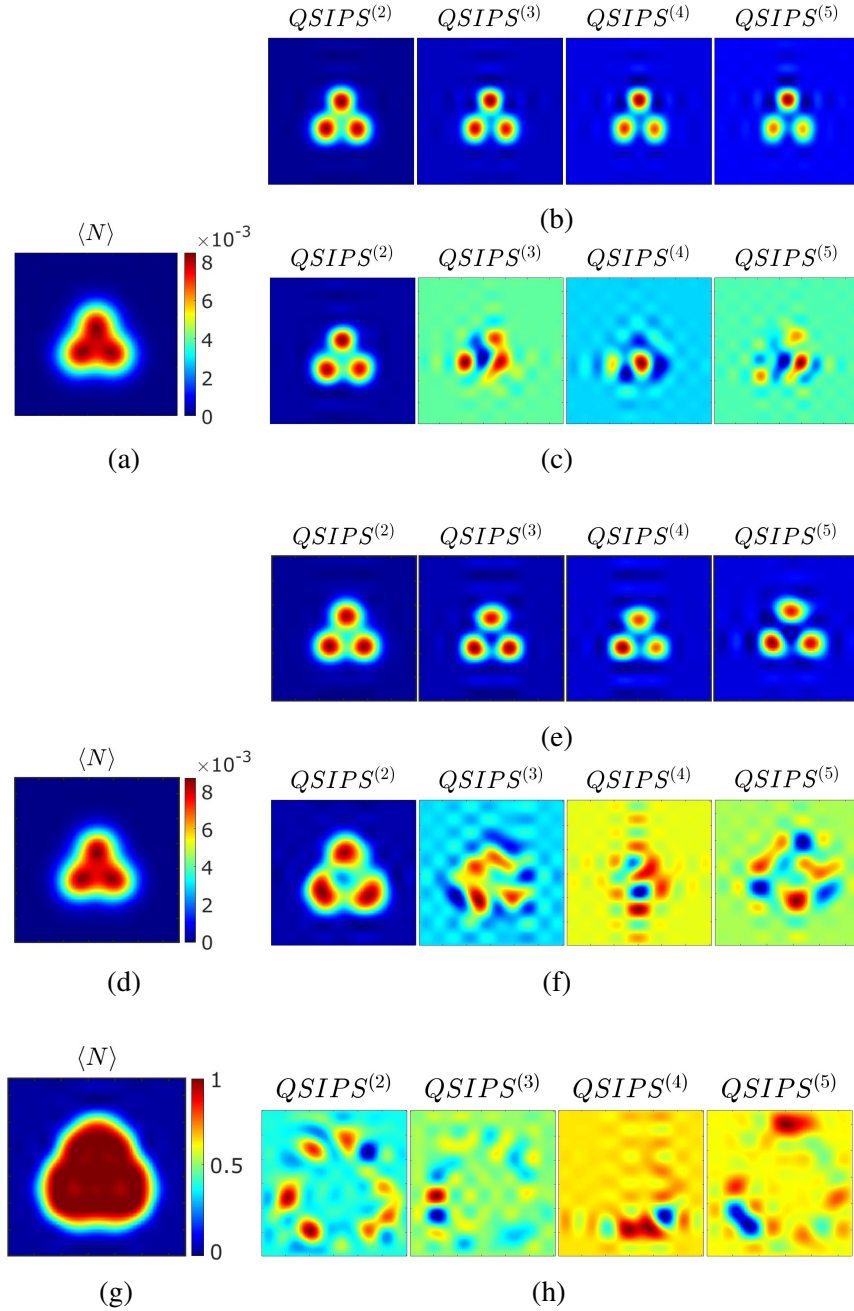 QSIPS^(2) QSIPS^(3) QSIPS^(4) QSIPS^(5)
(b)
⟨N⟩
×10^-3
8
6
4
2
0
(a)
QSIPS^(2) QSIPS^(3) QSIPS^(4) QSIPS^(5)
(c)
QSIPS^(2) QSIPS^(3) QSIPS^(4) QSIPS^(5)
(e)
⟨N⟩
×10^-3
8
6
4
2
0
(d)
QSIPS^(2) QSIPS^(3) QSIPS^(4) QSIPS^(5)
(f)
⟨N⟩
1
0.5
0
(g)
QSIPS^(2) QSIPS^(3) QSIPS^(4) QSIPS^(5)
(h)